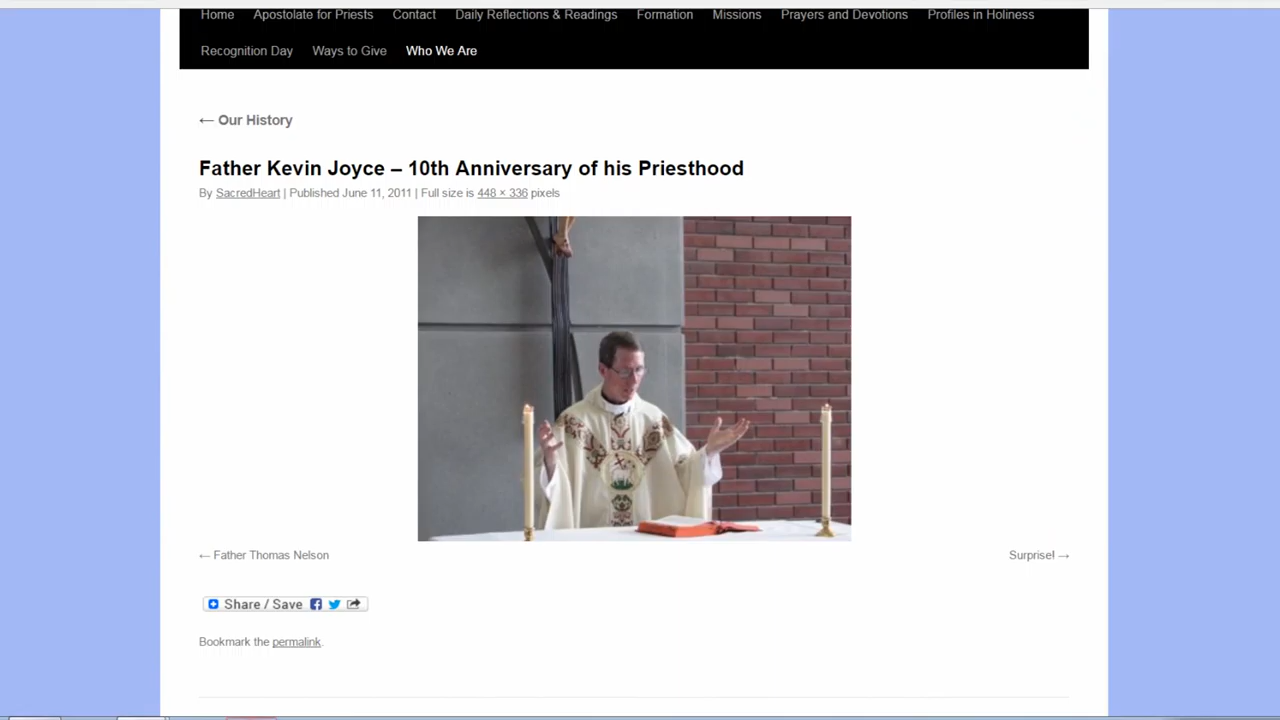 Home Apostolate for Priests Contact Daily Reflections & Readings Formation Missions Prayers and Devotions Profiles in Holiness
Recognition Day Ways to Give Who We Are
← Our History
Father Kevin Joyce – 10th Anniversary of his Priesthood
By SacredHeart | Published June 11, 2011 | Full size is 448 × 336 pixels
← Father Thomas Nelson Surprise! →
Share / Save
Bookmark the permalink.